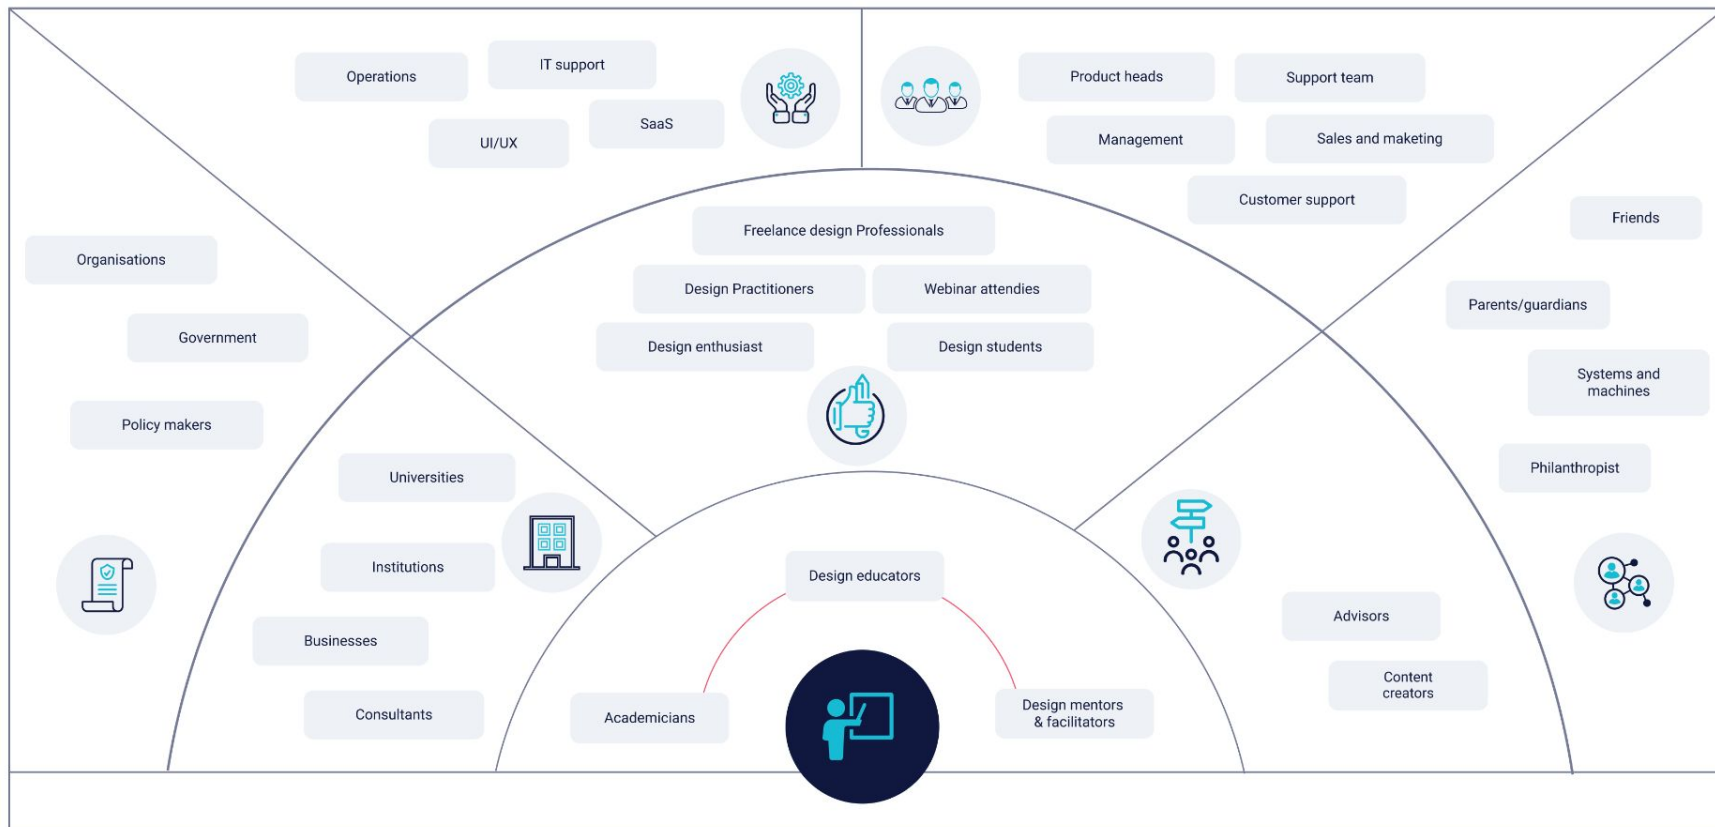 Operations
IT support
UI/UX
SaaS
Product heads
Support team
Management
Sales and maketing
Customer support
Organisations
Government
Policy makers
Freelance design Professionals
Design Practitioners
Webinar attendies
Design enthusiast
Design students
Friends
Parents/guardians
Systems and
machines
Philanthropist
Universities
Institutions
Businesses
Consultants
Design educators
Academicians
Design mentors
& facilitators
Advisors
Content
creators